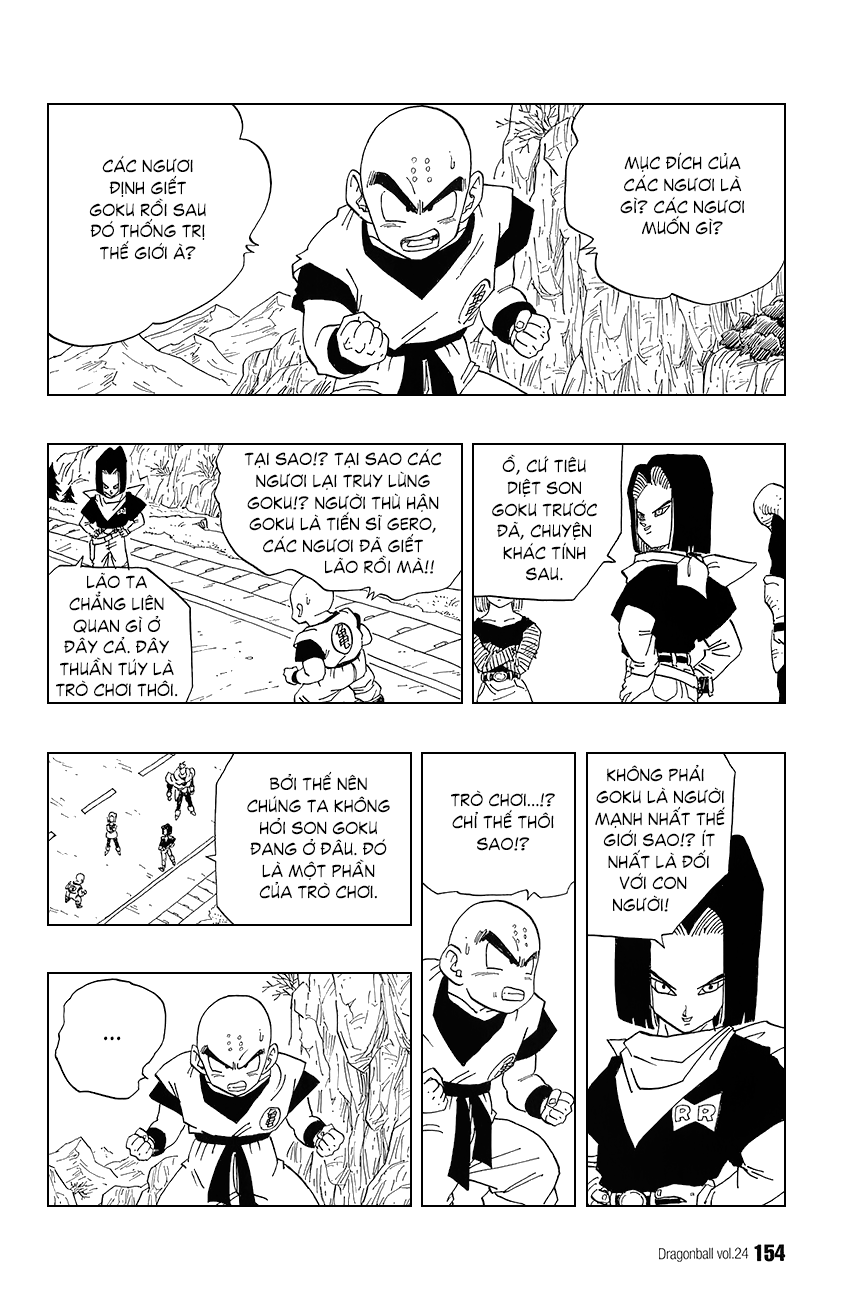 MỤC ĐÍCH CỦA
CÁC NGƯƠI LÀ
GÌ? CÁC NGƯƠI
MUỐN GÌ?
CÁC NGƯƠI
ĐỊNH GIẾT
GOKU RỒI SAU
ĐÓ THỐNG TRỊ
THẾ GIỚI À?
Ồ, CỨ TIÊU
DIỆT SON
GOKU TRƯỚC
ĐÃ, CHUYỆN
KHÁC TÍNH
SAU.
TẠI SAO!? TẠI SAO CÁC
NGƯƠI LẠI TRUY LÙNG
GOKU!? NGƯỜI THÙ HẬN
GOKU LÀ TIẾN SĨ GERO,
CÁC NGƯƠI ĐÃ GIẾT
LÃO RỒI MÀ!!
LÃO TA
CHẲNG LIÊN
QUAN GÌ Ở
ĐÂY CẢ. ĐÂY
THUẦN TÚY LÀ
TRÒ CHƠI THÔI.
KHÔNG PHẢI
GOKU LÀ NGƯỜI
MẠNH NHẤT THẾ
GIỚI SAO!? ÍT
NHẤT LÀ ĐỐI
VỚI CON
NGƯỜI!
RR
TRÒ CHƠI...!?
CHỈ THẾ THÔI
SAO!?
BỞI THẾ NÊN
CHÚNG TA KHÔNG
HỎI SON GOKU
ĐANG Ở ĐÂU. ĐÓ
LÀ MỘT PHẦN
CỦA TRÒ CHƠI.
...
Dragonball vol.24 154